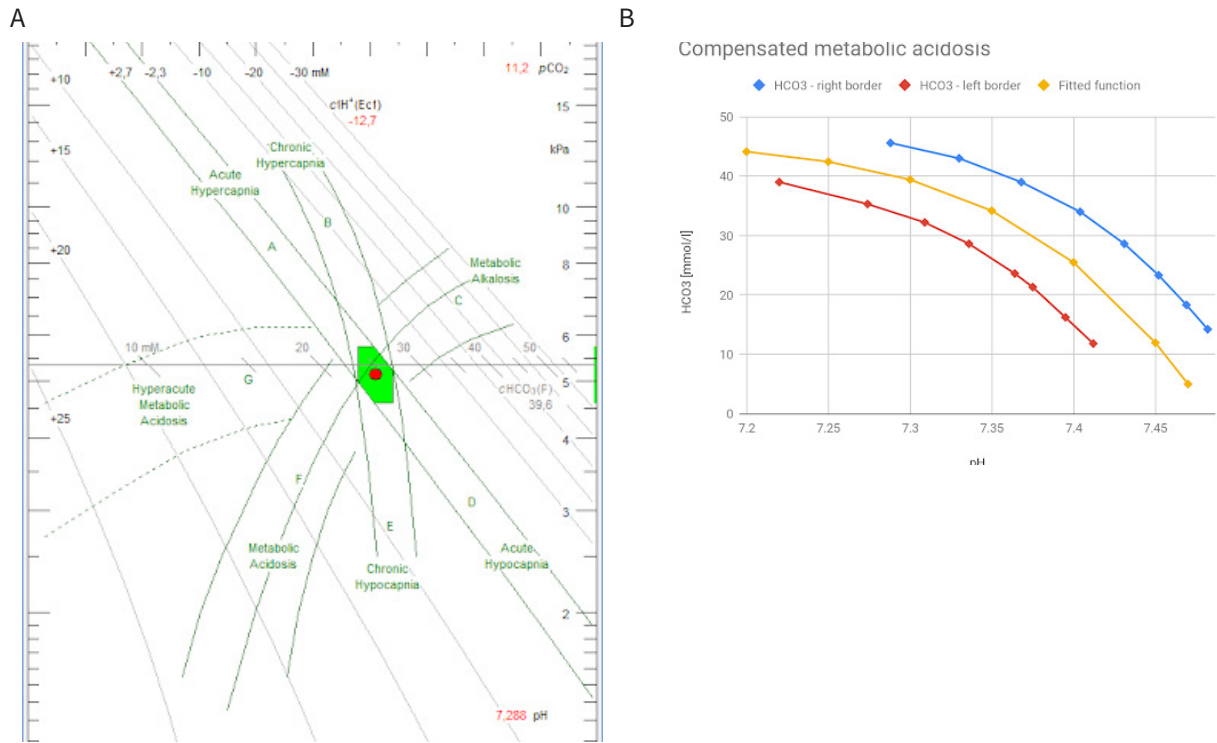 A
+10
+2,7
-2,3
-10
-20
-30 mM
11,2 pCO₂
ctH⁺(Ecf)
-12,7
15
kPa
+15
Chronic
Hypercapnia
Acute
Hypercapnia
10
B
A
+20
Metabolic
Alkalosis
8
C
6
10 mM
20
30
40
50
G
5
Hyperacute
Metabolic
Acidosis
cHCO₃(F)
39,6
+25
4
F
D
3
E
Metabolic
Acidosis
Acute
Hypocapnia
Chronic
Hypocapnia
2
7,288 pH
B
Compensated metabolic acidosis
HCO3 - right border
HCO3 - left border
Fitted function
50
40
30
20
10
0
HCO3 [mmol/l]
7.2
7.25
7.3
7.35
7.4
7.45
pH